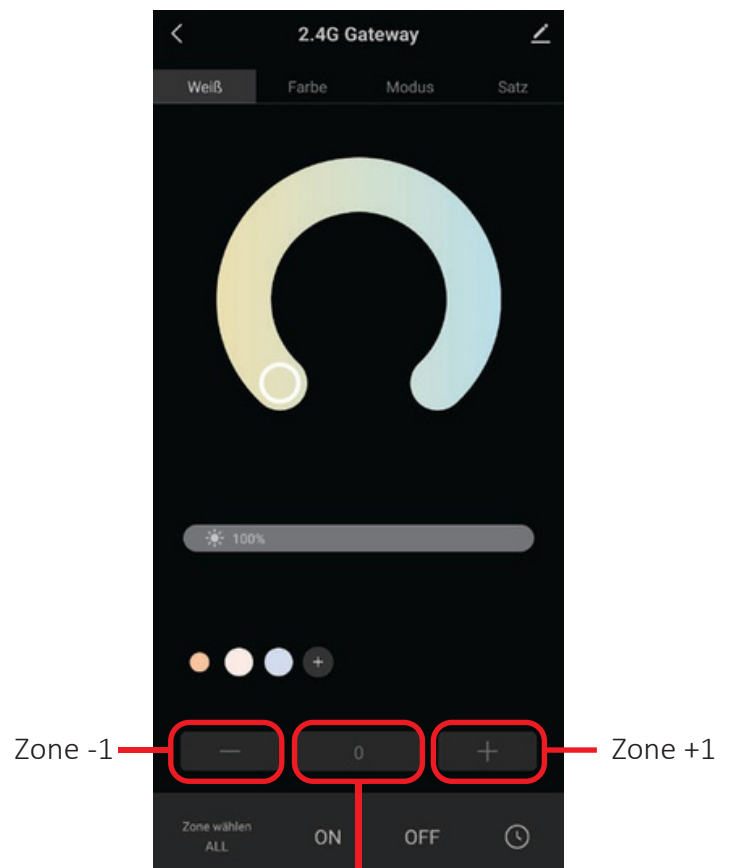 2.4G Gateway
Weiß Farbe Modus Satz
100%
+
Zone -1
—
0
+
Zone +1
Zone wählen
ALL
ON
OFF